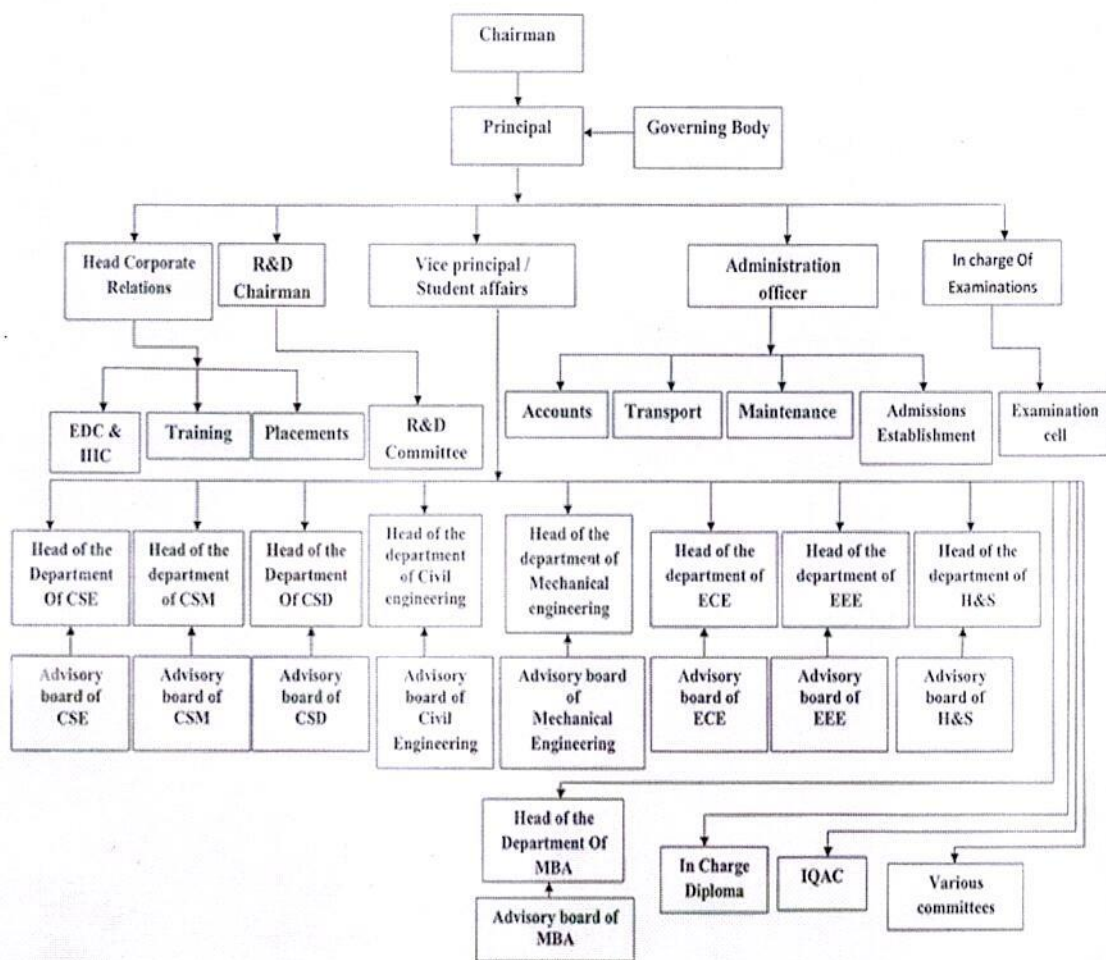 Chairman
Principal
Governing Body
Head Corporate
Relations
R&D
Chairman
Vice principal /
Student affairs
Administration
officer
In charge Of
Examinations
EDC &
IIIC
Training
Placements
R&D
Committee
Accounts
Transport
Maintenance
Admissions
Establishment
Examination
cell
Head of the
Department
Of CSE
Head of the
department
of CSM
Head of the
Department
Of CSD
Head of the
department
of Civil
engineering
Head of the
department of
Mechanical
engineering
Head of the
department of
ECE
Head of the
department of
EEE
Head of the
department of
H&S
Advisory
board of
CSE
Advisory
board of
CSM
Advisory
board of
CSD
Advisory
board of
Civil
Engineering
Advisory board
of
Mechanical
Engineering
Advisory
board of
ECE
Advisory
board of
EEE
Advisory
board of
H&S
Head of the
Department Of
MBA
In Charge
Diploma
IQAC
Various
committees
Advisory board of
MBA